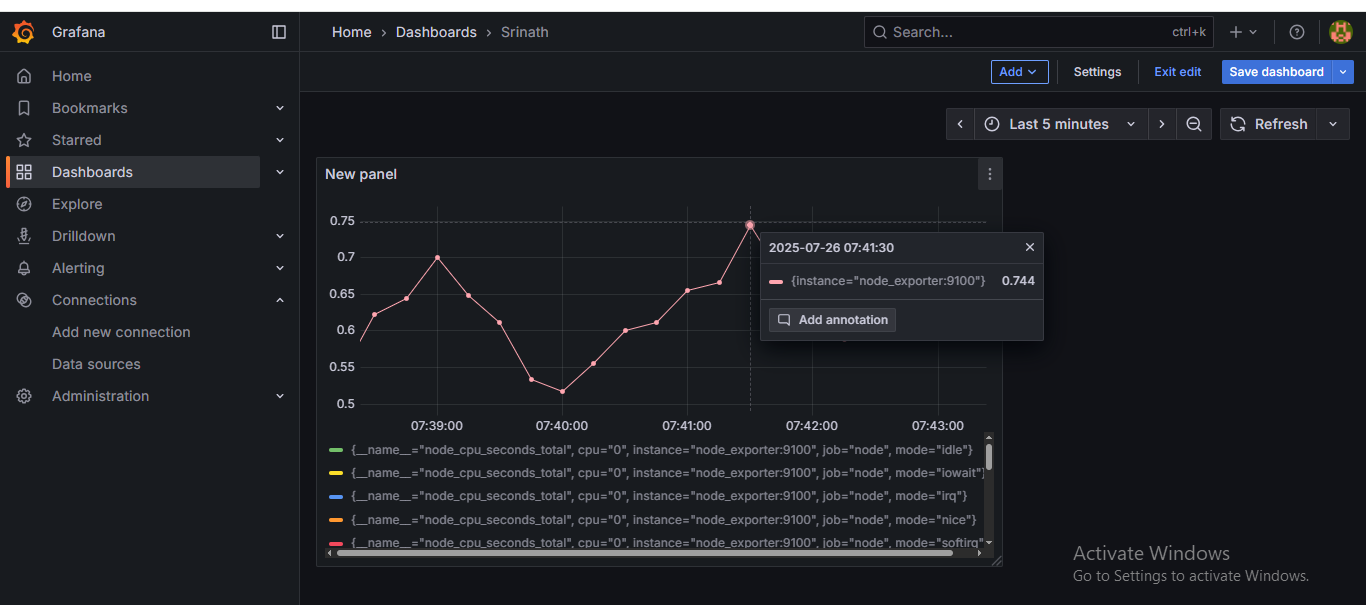 Grafana
Home › Dashboards › Srinath
Search... ctrl+k
Home
Bookmarks
Starred
Dashboards
Explore
Drilldown
Alerting
Connections
Add new connection
Data sources
Administration
Add Settings Exit edit Save dashboard
Last 5 minutes Refresh
New panel
0.75
0.7
0.65
0.6
0.55
0.5
07:39:00 07:40:00 07:41:00 07:42:00 07:43:00
2025-07-26 07:41:30
{instance="node_exporter:9100"} 0.744
Add annotation
{__name__="node_cpu_seconds_total", cpu="0", instance="node_exporter:9100", job="node", mode="idle"}
{__name__="node_cpu_seconds_total", cpu="0", instance="node_exporter:9100", job="node", mode="iowait"}
{__name__="node_cpu_seconds_total", cpu="0", instance="node_exporter:9100", job="node", mode="irq"}
{__name__="node_cpu_seconds_total", cpu="0", instance="node_exporter:9100", job="node", mode="nice"}
{__name__="node_cpu_seconds_total", cpu="0", instance="node_exporter:9100", job="node", mode="softirq"
Activate Windows
Go to Settings to activate Windows.